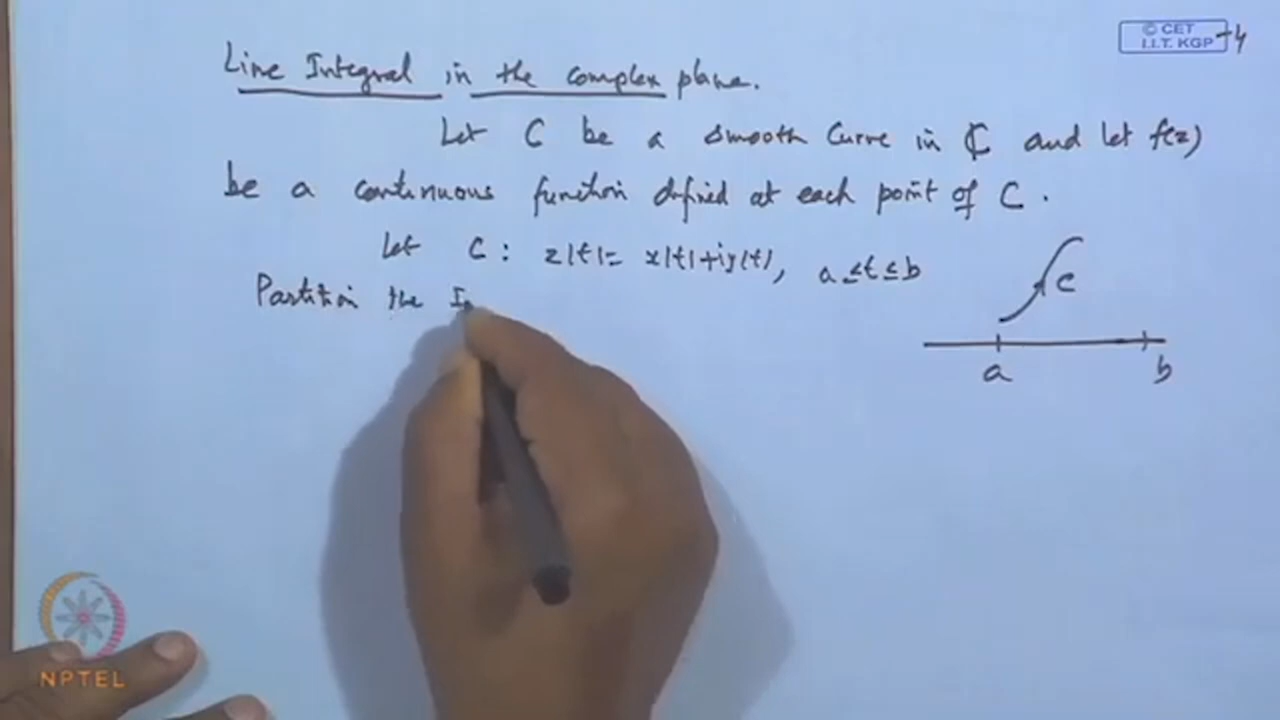 © CET
I.I.T. KGP
Line Integral in the complex plane.
Let C be a smooth Curve in ℂ and let f(z)
be a continuous function defined at each point of C.
Let C: z(t)= x(t)+iy(t), a≤t≤b
Partition the In
C
a b
NPTEL